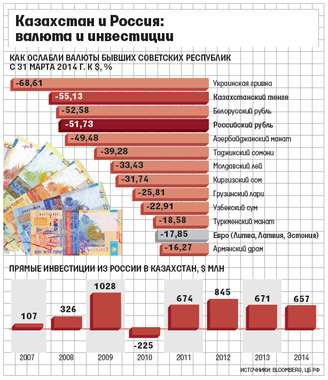 Казахстан и Россия:
валюта и инвестиции
КАК ОСЛАБЛИ ВАЛЮТЫ БЫВШИХ СОВЕТСКИХ РЕСПУБЛИК
С 31 МАРТА 2014 Г. К $, %
-68,61 Украинская гривна
-55,13 Казахстанский тенге
-52,58 Белорусский рубль
-51,73 Российский рубль
-49,48 Азербайджанский манат
-39,28 Таджикский сомони
-33,43 Молдавский лей
-31,74 Киргизский сом
-25,81 Грузинский лари
-22,91 Узбекский сум
-18,58 Туркменский манат
-17,85 Евро (Литва, Латвия, Эстония)
-16,27 Армянский драм
ПРЯМЫЕ ИНВЕСТИЦИИ ИЗ РОССИИ В КАЗАХСТАН, $ МЛН
107 326 1028 -225 674 845 671 657
2007 2008 2009 2010 2011 2012 2013 2014
ИСТОЧНИКИ: BLOOMBERG, ЦБ РФ